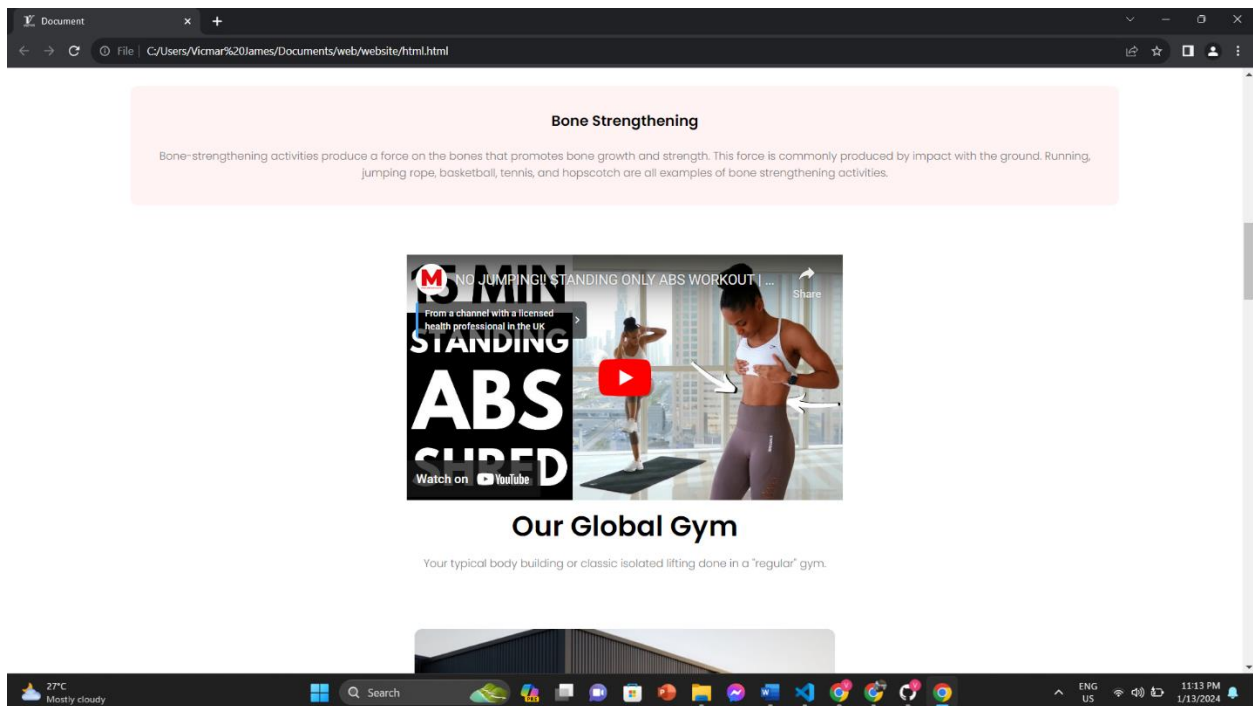 Document
File
C:/Users/Vicmar%20James/Documents/web/website/html.html
Bone Strengthening
Bone-strengthening activities produce a force on the bones that promotes bone growth and strength. This force is commonly produced by impact with the ground. Running,
jumping rope, basketball, tennis, and hopscotch are all examples of bone strengthening activities.
15 MIN
M NO JUMPING!! STANDING ONLY ABS WORKOUT | ...
Share
From a channel with a licensed
health professional in the UK
STANDING
ABS
SHRED
Watch on YouTube
Our Global Gym
Your typical body building or classic isolated lifting done in a "regular" gym.
27°C
Mostly cloudy
Search
ENG
US
11:13 PM
1/13/2024